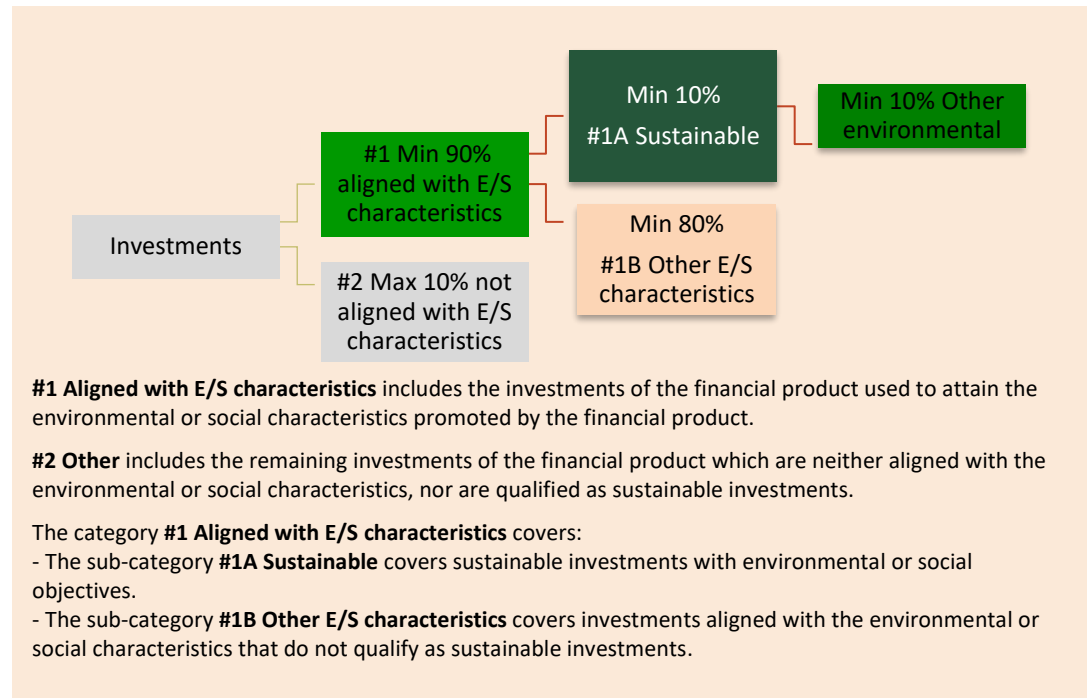 Min 10%
#1A Sustainable
Min 10% Other
environmental
#1 Min 90%
aligned with E/S
characteristics
Investments
Min 80%
#1B Other E/S
characteristics
#2 Max 10% not
aligned with E/S
characteristics
#1 Aligned with E/S characteristics includes the investments of the financial product used to attain the
environmental or social characteristics promoted by the financial product.
#2 Other includes the remaining investments of the financial product which are neither aligned with the
environmental or social characteristics, nor are qualified as sustainable investments.
The category #1 Aligned with E/S characteristics covers:
- The sub-category #1A Sustainable covers sustainable investments with environmental or social
objectives.
- The sub-category #1B Other E/S characteristics covers investments aligned with the environmental or
social characteristics that do not qualify as sustainable investments.